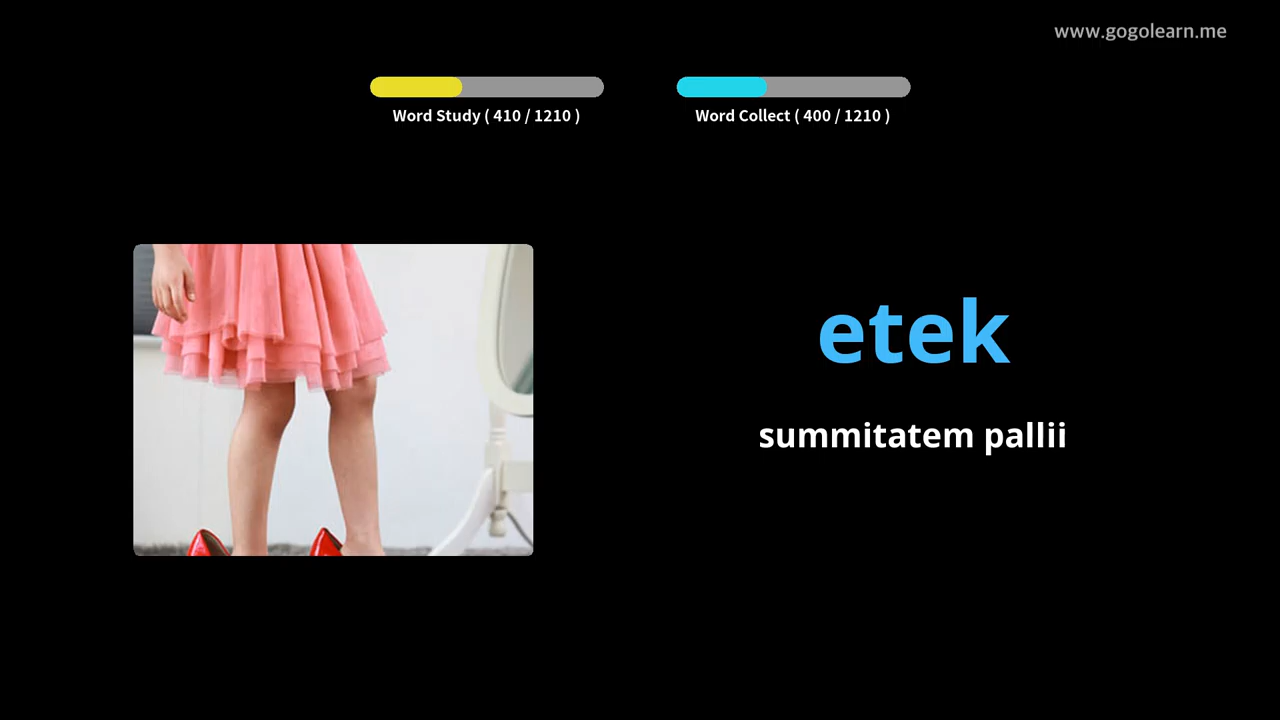 www.gogolearn.me
Word Study ( 410 / 1210 )
Word Collect ( 400 / 1210 )
etek
summitatem pallii